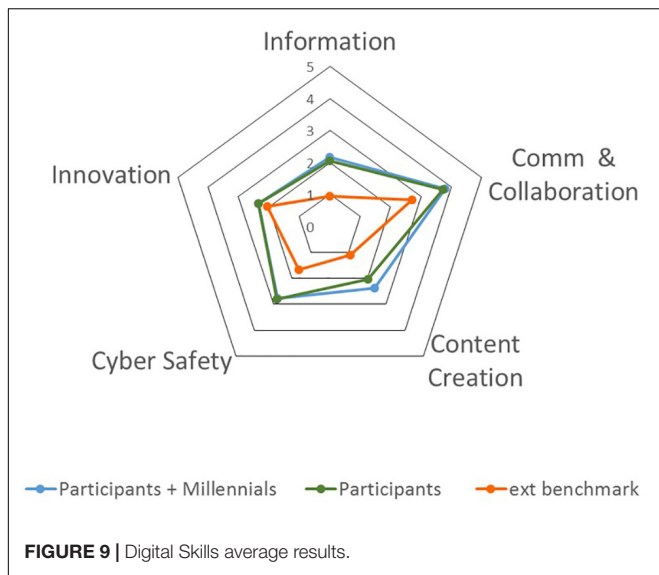 Information
5
4
3
2
1
0
Innovation
Comm &
Collaboration
Cyber Safety
Content
Creation
Participants + Millennials
Participants
ext benchmark
FIGURE 9 | Digital Skills average results.